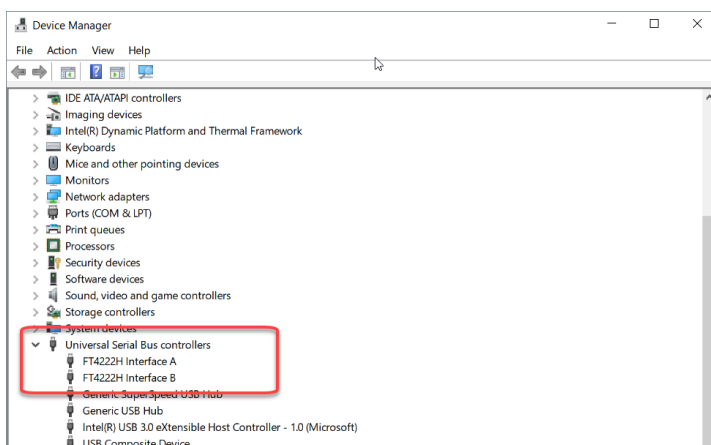 Device Manager
File Action View Help
IDE ATA/ATAPI controllers
Imaging devices
Intel(R) Dynamic Platform and Thermal Framework
Keyboards
Mice and other pointing devices
Monitors
Network adapters
Ports (COM & LPT)
Print queues
Processors
Security devices
Software devices
Sound, video and game controllers
Storage controllers
System devices
Universal Serial Bus controllers
FT4222H Interface A
FT4222H Interface B
Generic SuperSpeed USB Hub
Generic USB Hub
Intel(R) USB 3.0 eXtensible Host Controller - 1.0 (Microsoft)
USB Composite Device